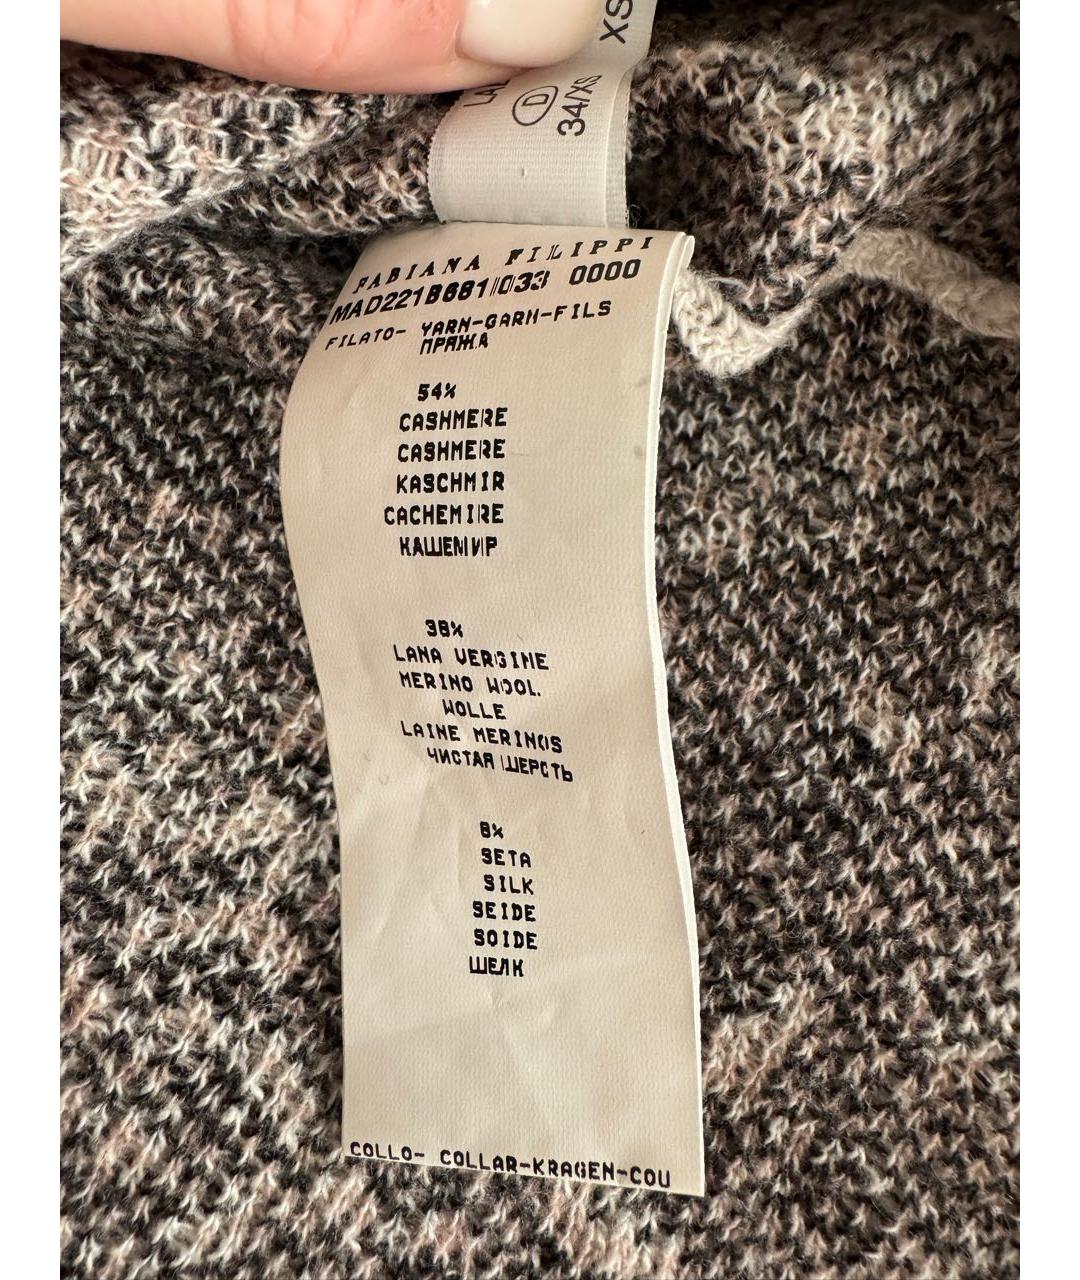 XS
D
34/XS
FABIANA FILIPPI
MAD221B681 033 0000
FILATO- YARN-GARN-FILS
ПРЯЖА
54%
CASHMERE
CASHMERE
KASCHMIR
CACHEMIRE
КАШЕМИР
38%
LANA VERGINE
MERINO WOOL.
WOLLE
LAINE MERINOS
ЧИСТАЯ ШЕРСТЬ
8%
SETA
SILK
SEIDE
SOIDE
ШЕЛК
COLLO- COLLAR-KRAGEN-COU